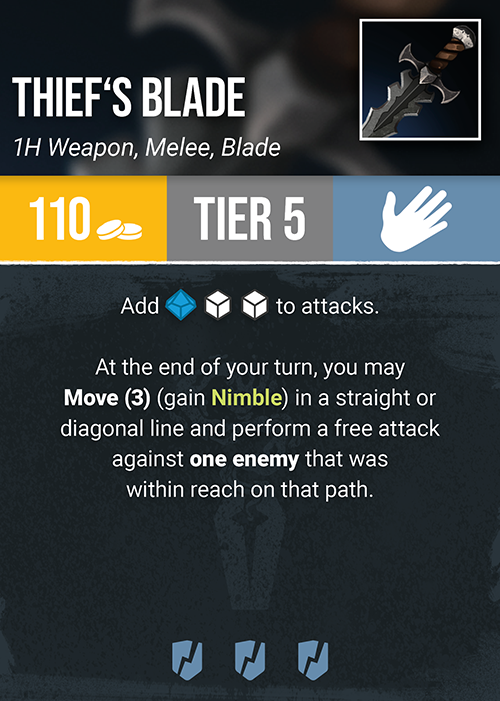 THIEF‘S BLADE
1H Weapon, Melee, Blade
110 TIER 5
Add to attacks.
At the end of your turn, you may
Move (3) (gain Nimble) in a straight or
diagonal line and perform a free attack
against one enemy that was
within reach on that path.